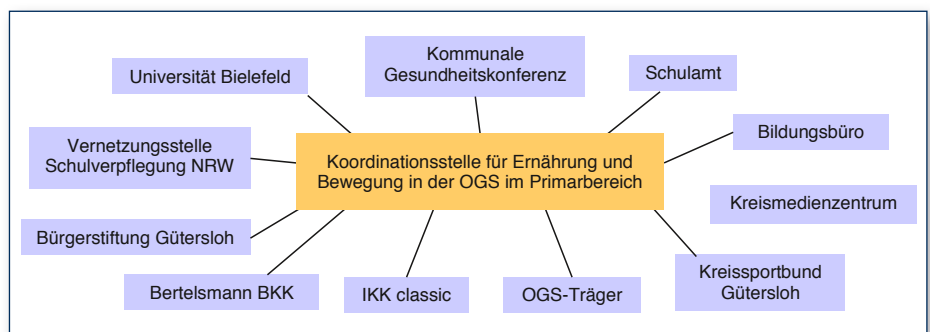 Kommunale
Gesundheitskonferenz
Universität Bielefeld
Schulamt
Bildungsbüro
Vernetzungsstelle
Schulverpflegung NRW
Koordinationsstelle für Ernährung und
Bewegung in der OGS im Primarbereich
Kreismedienzentrum
Bürgerstiftung Gütersloh
Kreissportbund
Gütersloh
Bertelsmann BKK
IKK classic
OGS-Träger